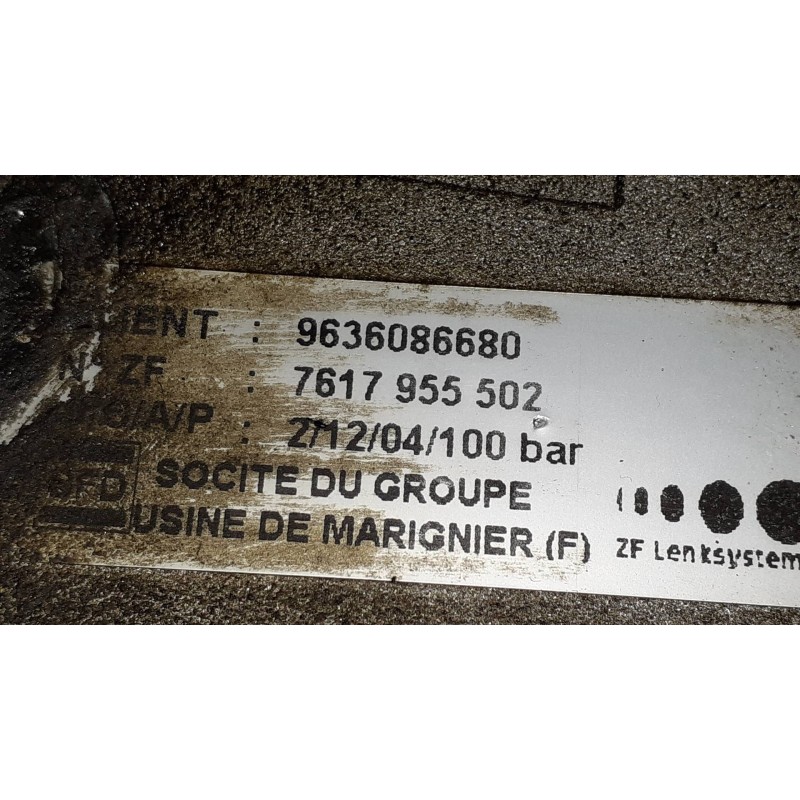 ENT : 9636086680
N. ZF : 7617 955 502
/A/P : 2/12/04/100 bar
BFD SOCITE DU GROUPE
USINE DE MARIGNIER (F) ZF Lenksystem